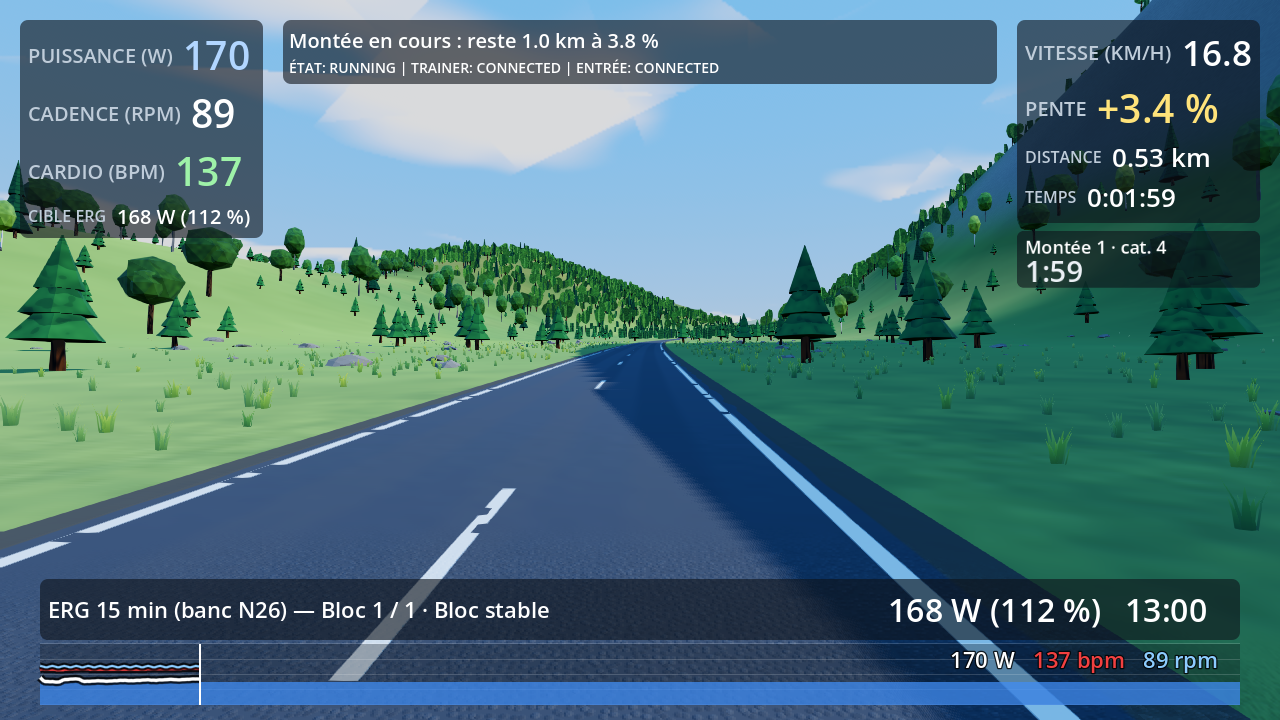 PUISSANCE (W) 170
CADENCE (RPM) 89
CARDIO (BPM) 137
CIBLE ERG 168 W (112 %)
Montée en cours : reste 1.0 km à 3.8 %
ÉTAT: RUNNING | TRAINER: CONNECTED | ENTRÉE: CONNECTED
VITESSE (KM/H) 16.8
PENTE +3.4 %
DISTANCE 0.53 km
TEMPS 0:01:59
Montée 1 · cat. 4
1:59
ERG 15 min (banc N26) — Bloc 1 / 1 · Bloc stable 168 W (112 %) 13:00
170 W 137 bpm 89 rpm